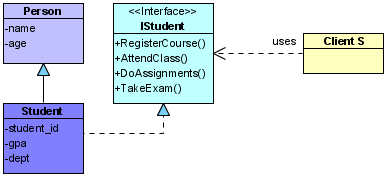 Person
-name
-age
<<Interface>>
IStudent
+RegisterCourse()
+AttendClass()
+DoAssignments()
+TakeExam()
uses
Client S
Student
-student_id
-gpa
-dept